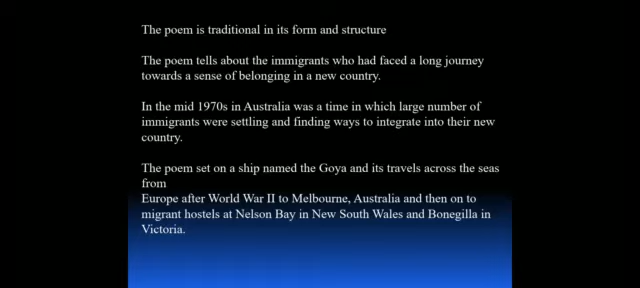 The poem is traditional in its form and structure
The poem tells about the immigrants who had faced a long journey
towards a sense of belonging in a new country.
In the mid 1970s in Australia was a time in which large number of
immigrants were settling and finding ways to integrate into their new
country.
The poem set on a ship named the Goya and its travels across the seas
from
Europe after World War II to Melbourne, Australia and then on to
migrant hostels at Nelson Bay in New South Wales and Bonegilla in
Victoria.